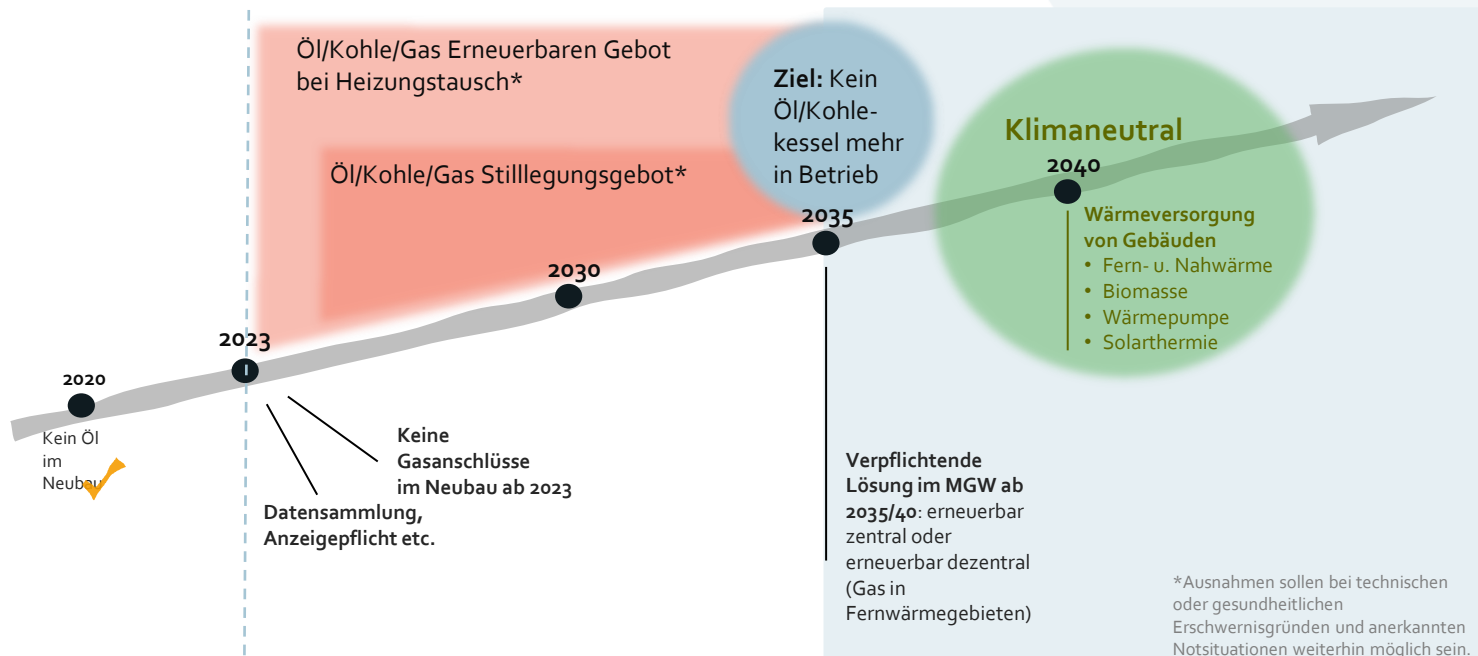 Öl/Kohle/Gas Erneuerbaren Gebot
bei Heizungstausch*
Öl/Kohle/Gas Stilllegungsgebot*
Ziel: Kein
Öl/Kohle-
kessel mehr
in Betrieb
Klimaneutral
2040
Wärmeversorgung
von Gebäuden
• Fern- u. Nahwärme
• Biomasse
• Wärmepumpe
• Solarthermie
2035
2030
2023
2020
Kein Öl
im
Neubau
Keine
Gasanschlüsse
im Neubau ab 2023
Datensammlung,
Anzeigepflicht etc.
Verpflichtende
Lösung im MGW ab
2035/40: erneuerbar
zentral oder
erneuerbar dezentral
(Gas in
Fernwärmegebieten)
*Ausnahmen sollen bei technischen
oder gesundheitlichen
Erschwernisgründen und anerkannten
Notsituationen weiterhin möglich sein.